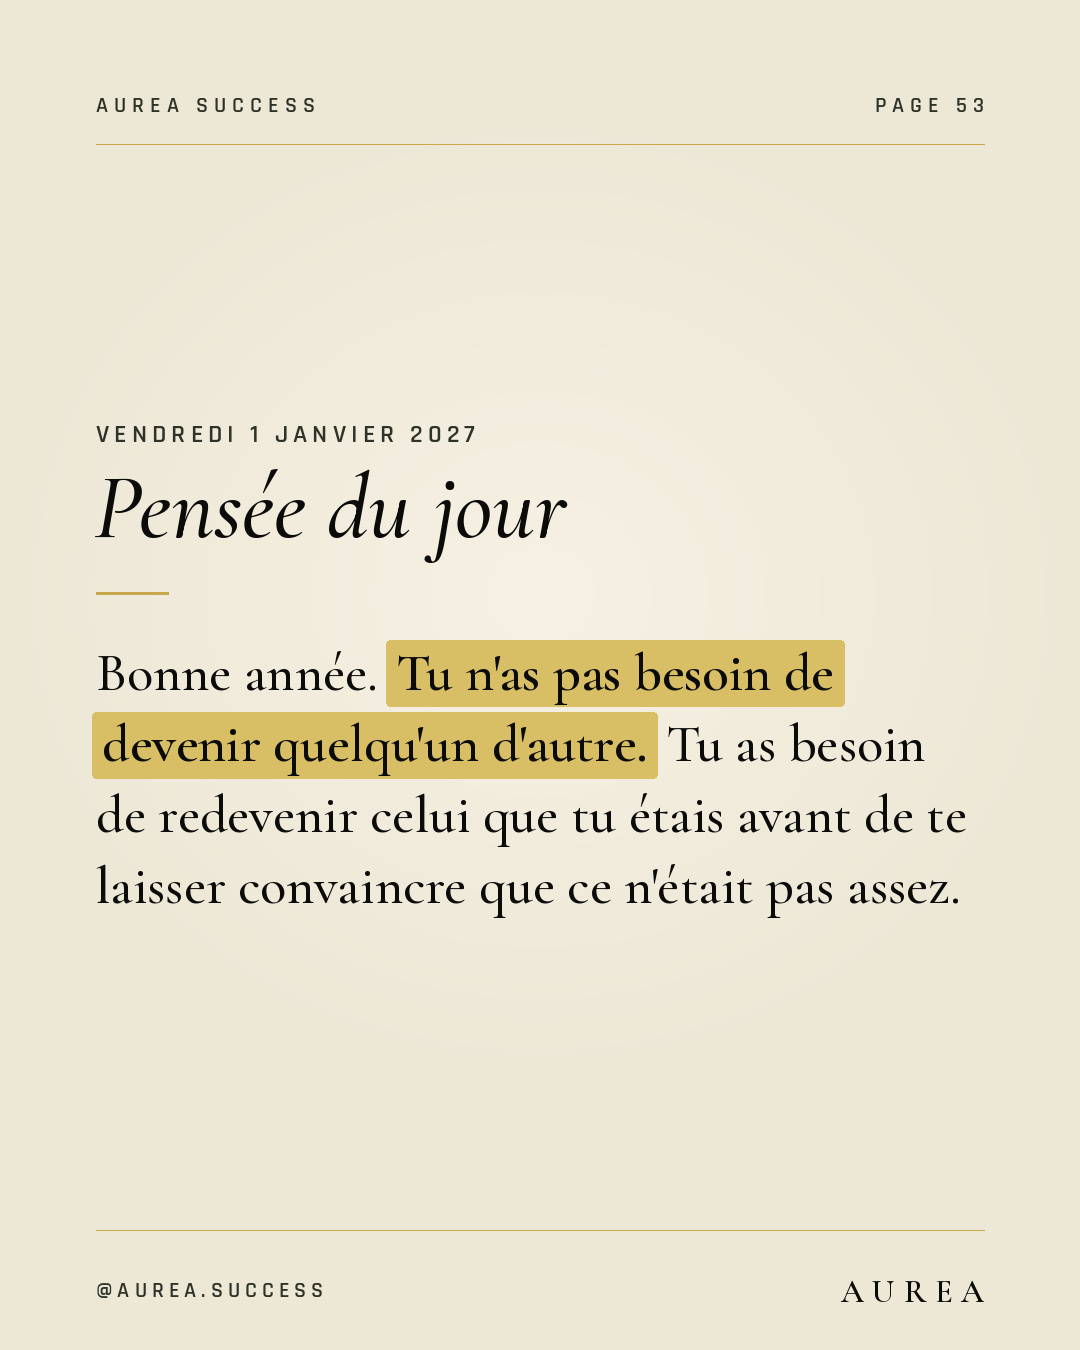 AUREA SUCCESS
PAGE 53
VENDREDI 1 JANVIER 2027
Pensée du jour
Bonne année. Tu n'as pas besoin de
devenir quelqu'un d'autre. Tu as besoin
de redevenir celui que tu étais avant de te
laisser convaincre que ce n'était pas assez.
@AUREA.SUCCESS
AUREA